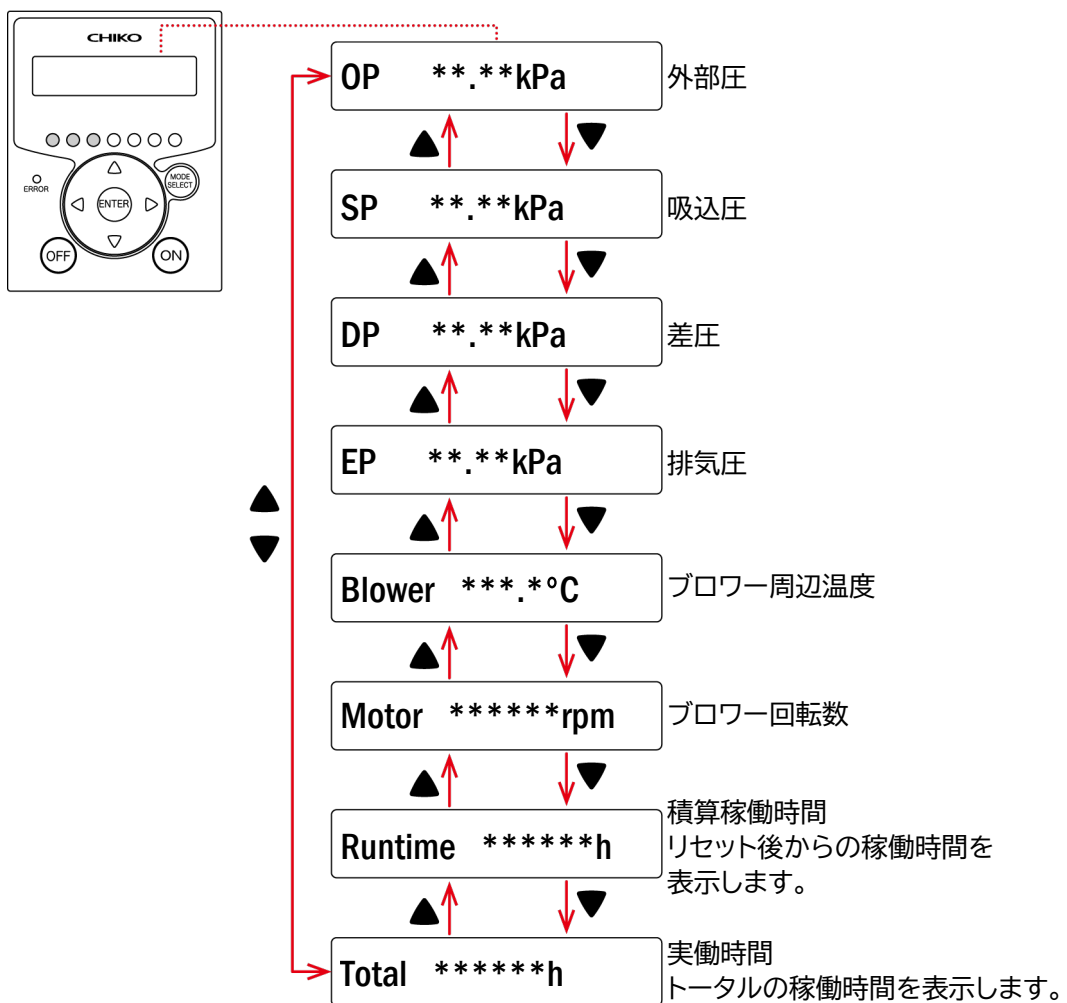 CHIKO
ERROR
MODE
SELECT
ENTER
OFF
ON
OP **.**kPa
外部圧
▲ ▼
SP **.**kPa
吸込圧
▲ ▼
DP **.**kPa
差圧
▲ ▼
EP **.**kPa
排気圧
▲ ▼
▲
▼
Blower ***.*°C
ブロワー周辺温度
▲ ▼
Motor ******rpm
ブロワー回転数
▲ ▼
Runtime ******h
積算稼働時間
リセット後からの稼働時間を
表示します。
▲ ▼
Total ******h
実働時間
トータルの稼働時間を表示します。